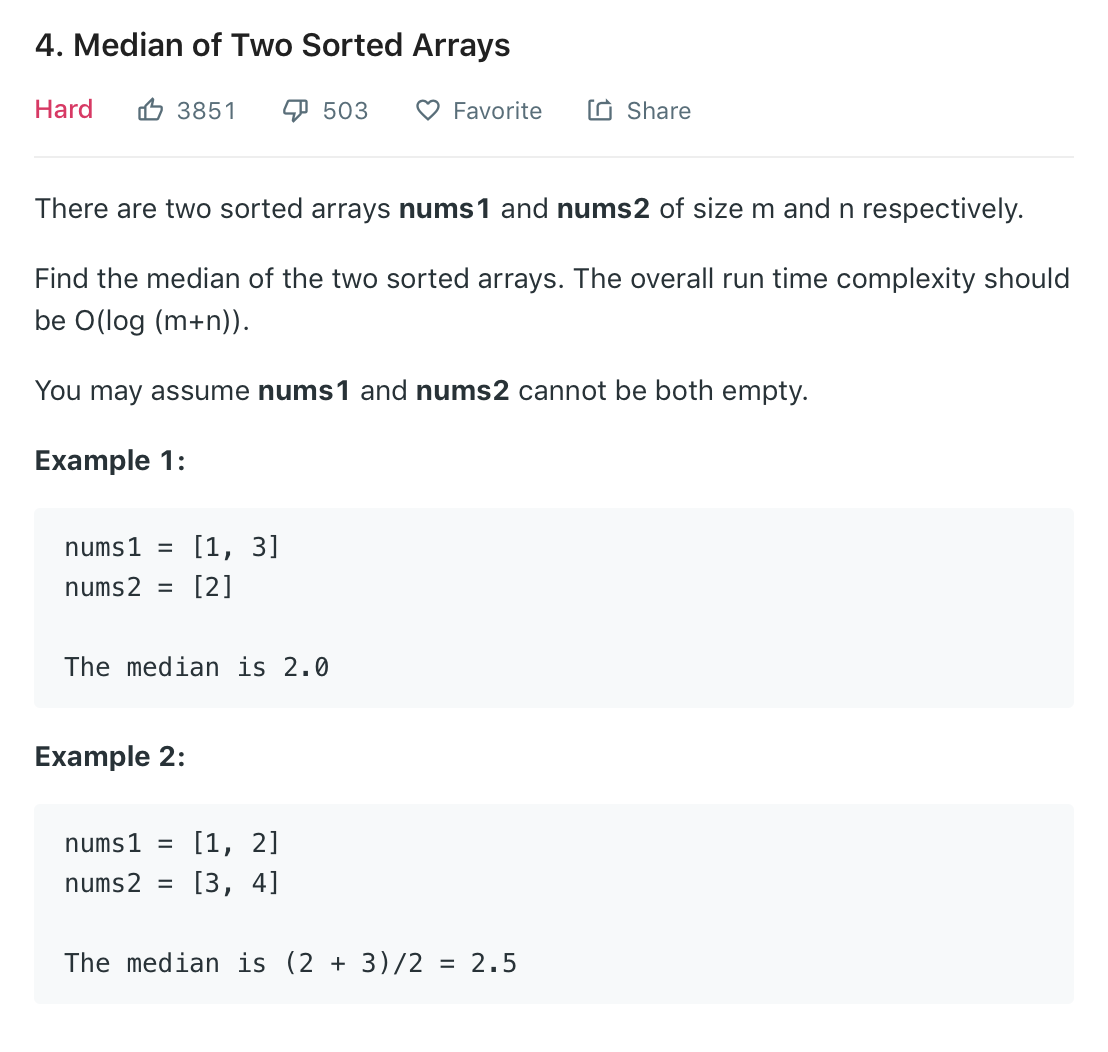 4. Median of Two Sorted Arrays
Hard 3851 503 Favorite Share
There are two sorted arrays nums1 and nums2 of size m and n respectively.
Find the median of the two sorted arrays. The overall run time complexity should
be O(log (m+n)).
You may assume nums1 and nums2 cannot be both empty.
Example 1:
nums1 = [1, 3]
nums2 = [2]
The median is 2.0
Example 2:
nums1 = [1, 2]
nums2 = [3, 4]
The median is (2 + 3)/2 = 2.5